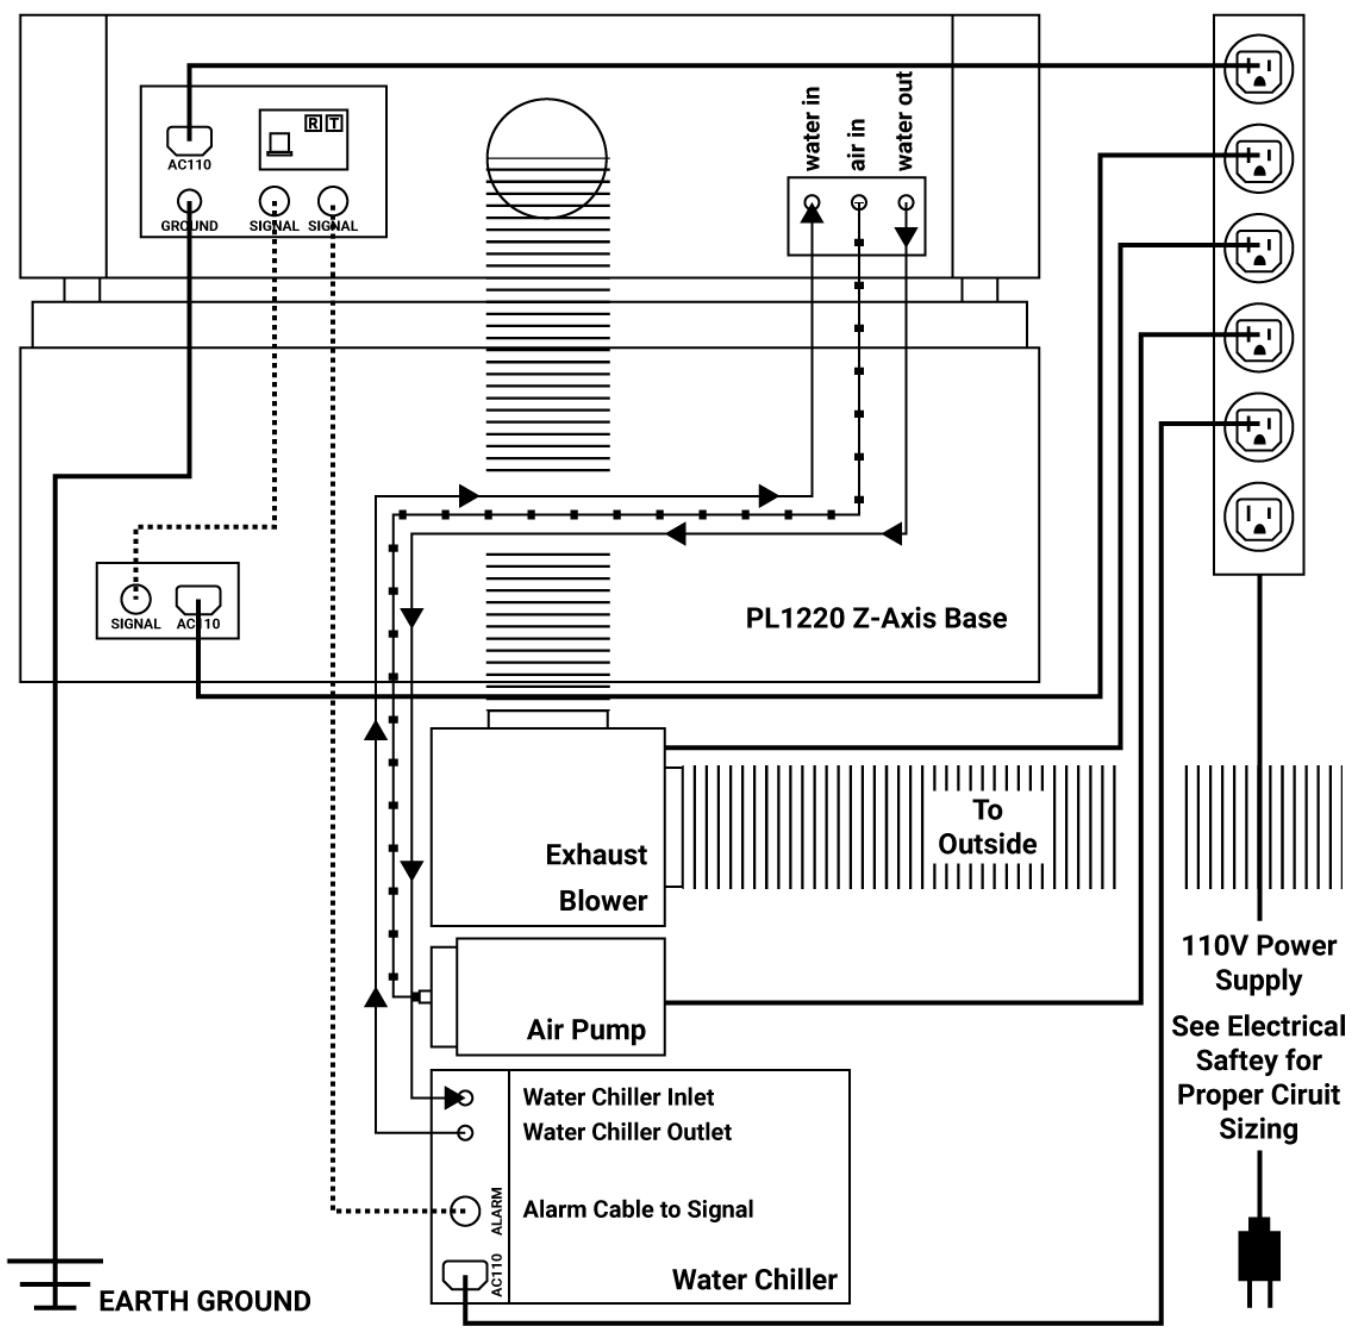 water in
air in
water out
R T
AC110
GROUND
SIGNAL
SIGNAL
SIGNAL
AC110
PL1220 Z-Axis Base
To
Outside
Exhaust
Blower
Air Pump
110V Power
Supply
See Electrical
Saftey for
Proper Ciruit
Sizing
Water Chiller Inlet
Water Chiller Outlet
ALARM
Alarm Cable to Signal
AC110
Water Chiller
EARTH GROUND